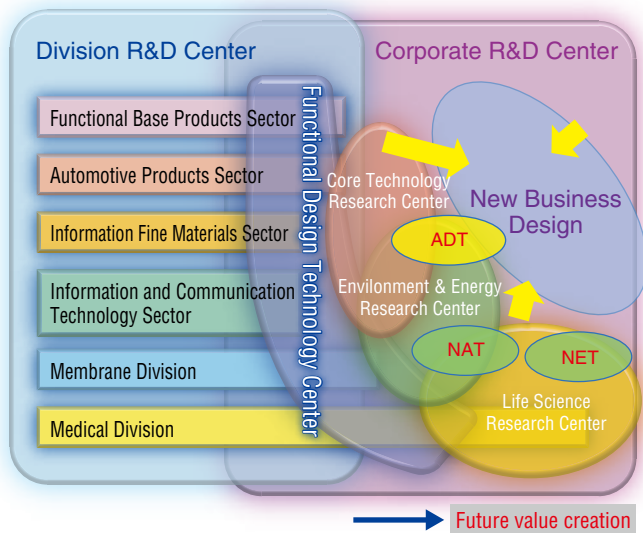 Division R&D Center
Corporate R&D Center
Functional Base Products Sector
Automotive Products Sector
Information Fine Materials Sector
Information and Communication
Technology Sector
Membrane Division
Medical Division
Functional Design Technology Center
Core Technology
Research Center
New Business
Design
ADT
Envilonment & Energy
Research Center
NAT
NET
Life Science
Research Center
Future value creation